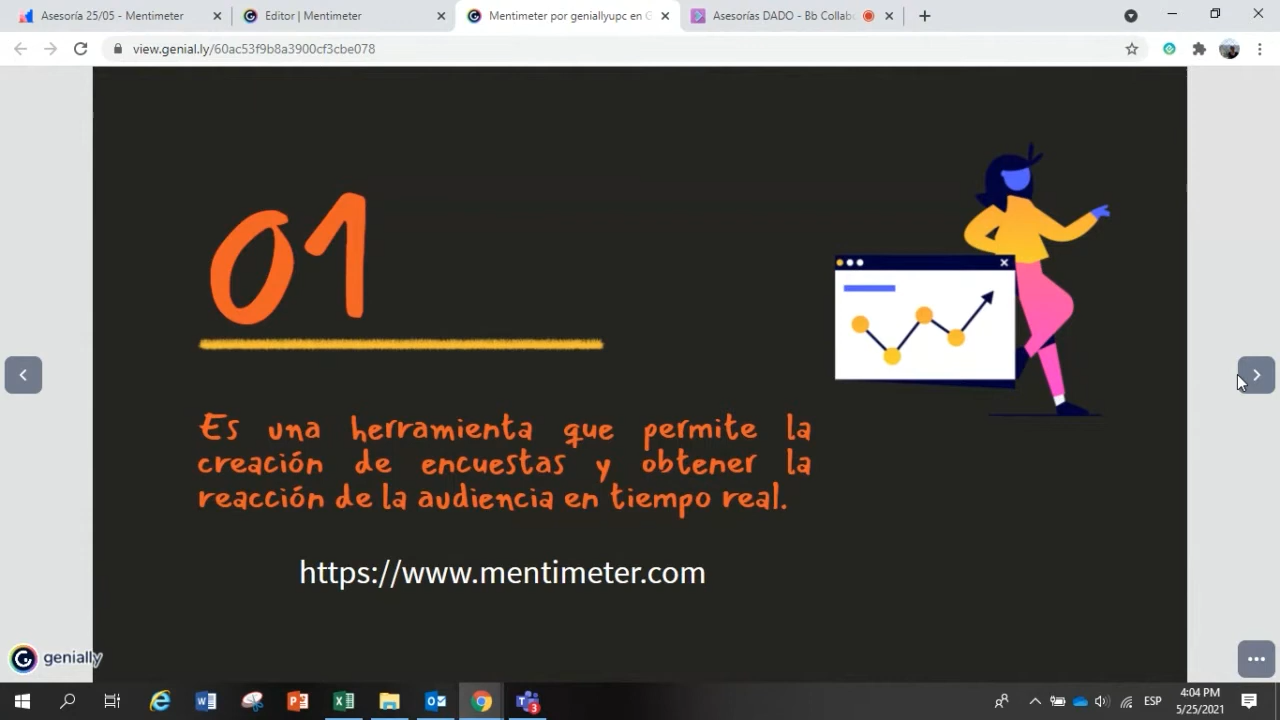 Asesoría 25/05 - Mentimeter
Editor | Mentimeter
Mentimeter por geniallyupc en G
Asesorías DADO - Bb Collab
view.genial.ly/60ac53f9b8a3900cf3cbe078
01
Es una herramienta que permite la
creación de encuestas y obtener la
reacción de la audiencia en tiempo real.
https://www.mentimeter.com
genially
ESP
4:04 PM
5/25/2021
3